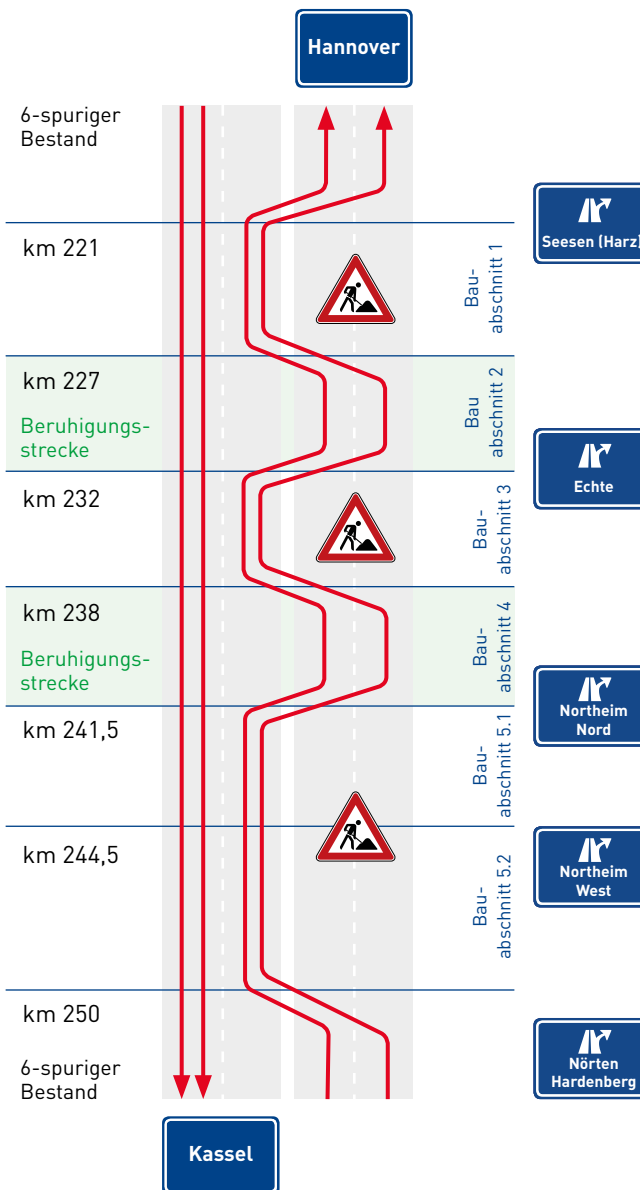 Hannover
6-spuriger
Bestand
Seesen (Harz)
km 221
Bau-
abschnitt 1
km 227
Beruhigungs-
strecke
Bau
abschnitt 2
Echte
km 232
Bau-
abschnitt 3
km 238
Beruhigungs-
strecke
Bau-
abschnitt 4
Northeim
Nord
km 241,5
Bau-
abschnitt 5.1
km 244,5
Bau-
abschnitt 5.2
Northeim
West
km 250
6-spuriger
Bestand
Nörten
Hardenberg
Kassel